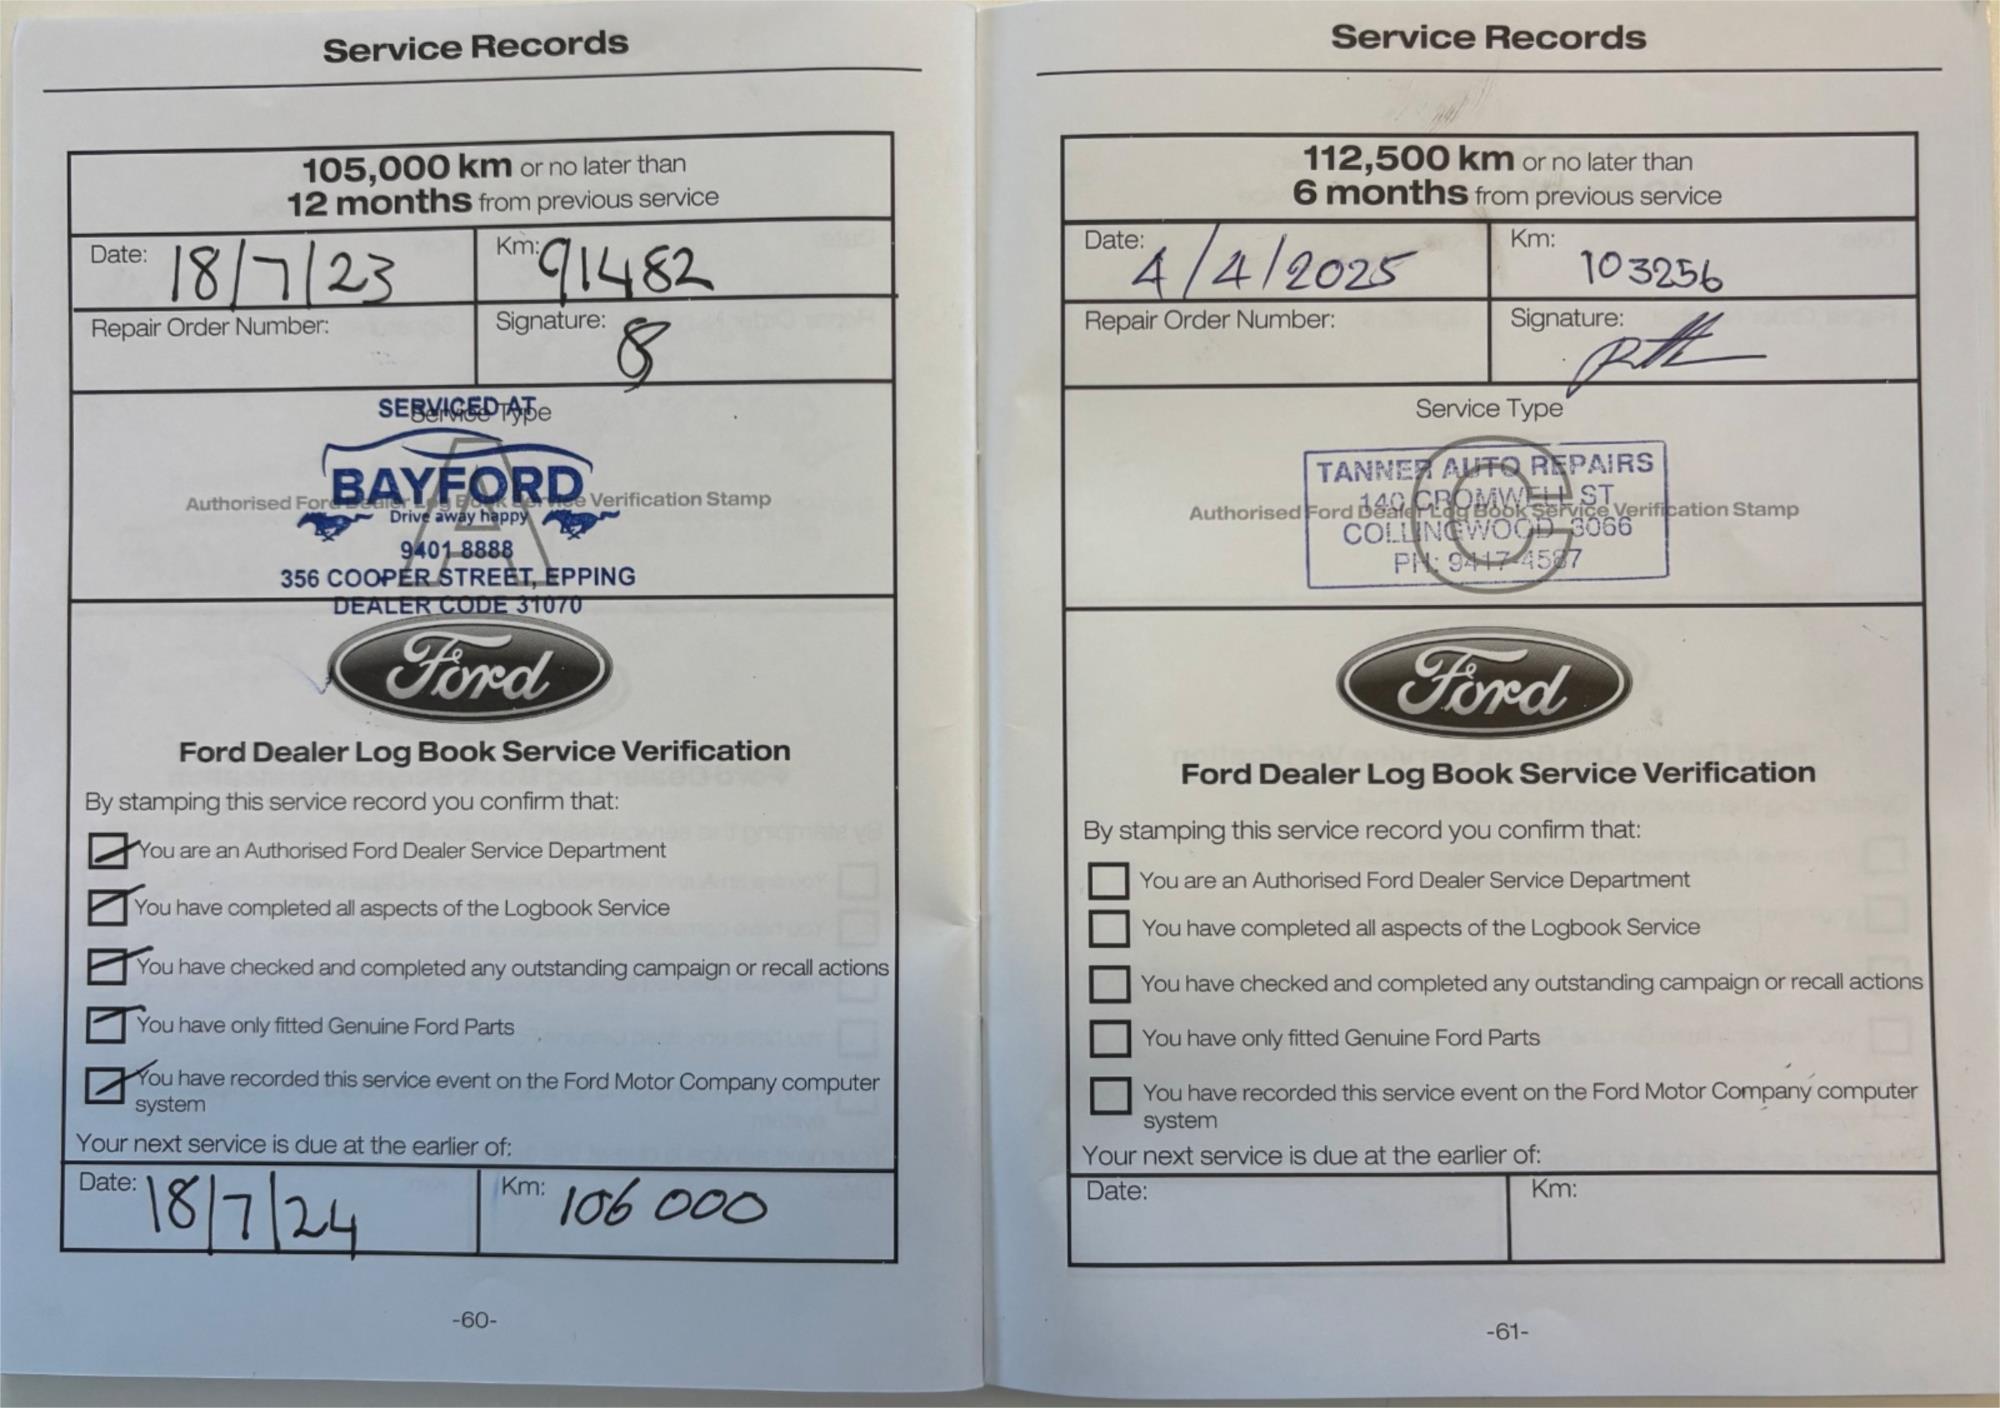 Service Records
105,000 km or no later than
12 months from previous service
Date: 18/7/23
Km: 91482
Repair Order Number:
Signature:
SERVICED AT
Service Type
A
BAYFORD
Authorised Ford Dealer Log Book Service Verification Stamp
Drive away happy
9401 8888
356 COOPER STREET, EPPING
DEALER CODE 31070
Ford
Ford Dealer Log Book Service Verification
By stamping this service record you confirm that:
You are an Authorised Ford Dealer Service Department
You have completed all aspects of the Logbook Service
You have checked and completed any outstanding campaign or recall actions
You have only fitted Genuine Ford Parts
You have recorded this service event on the Ford Motor Company computer
system
Your next service is due at the earlier of:
Date: 18/7/24
Km: 106 000
-60-
Service Records
112,500 km or no later than
6 months from previous service
Date: 4/4/2025
Km: 103256
Repair Order Number:
Signature:
Service Type
C
TANNER AUTO REPAIRS
140 CROMWELL ST
Authorised Ford Dealer Log Book Service Verification Stamp
COLLINGWOOD 3066
PH: 9417-4587
Ford
Ford Dealer Log Book Service Verification
By stamping this service record you confirm that:
You are an Authorised Ford Dealer Service Department
You have completed all aspects of the Logbook Service
You have checked and completed any outstanding campaign or recall actions
You have only fitted Genuine Ford Parts
You have recorded this service event on the Ford Motor Company computer
system
Your next service is due at the earlier of:
Date:
Km:
-61-